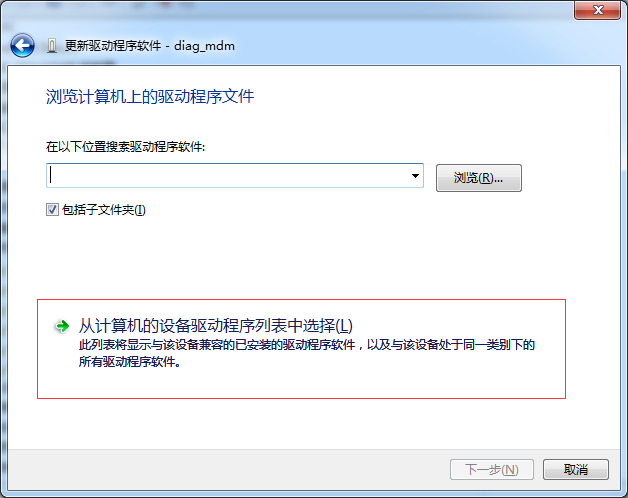 更新驱动程序软件 - diag_mdm
浏览计算机上的驱动程序文件
在以下位置搜索驱动程序软件:
浏览(R)...
包括子文件夹(I)
从计算机的设备驱动程序列表中选择(L)
此列表将显示与该设备兼容的已安装的驱动程序软件，以及与该设备处于同一类别下的
所有驱动程序软件。
下一步(N)
取消